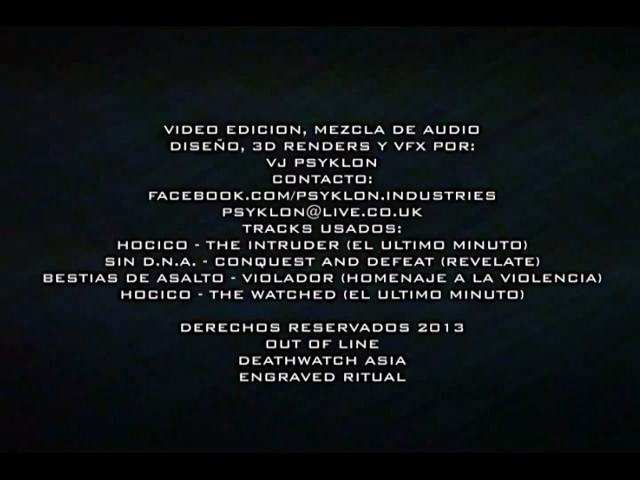 VIDEO EDICION, MEZCLA DE AUDIO
DISEÑO, 3D RENDERS Y VFX POR:
VJ PSYKLON
CONTACTO:
FACEBOOK.COM/PSYKLON.INDUSTRIES
PSYKLON@LIVE.CO.UK
TRACKS USADOS:
HOCICO - THE INTRUDER (EL ULTIMO MINUTO)
SIN D.N.A. - CONQUEST AND DEFEAT (REVELATE)
BESTIAS DE ASALTO - VIOLADOR (HOMENAJE A LA VIOLENCIA)
HOCICO - THE WATCHED (EL ULTIMO MINUTO)
DERECHOS RESERVADOS 2013
OUT OF LINE
DEATHWATCH ASIA
ENGRAVED RITUAL